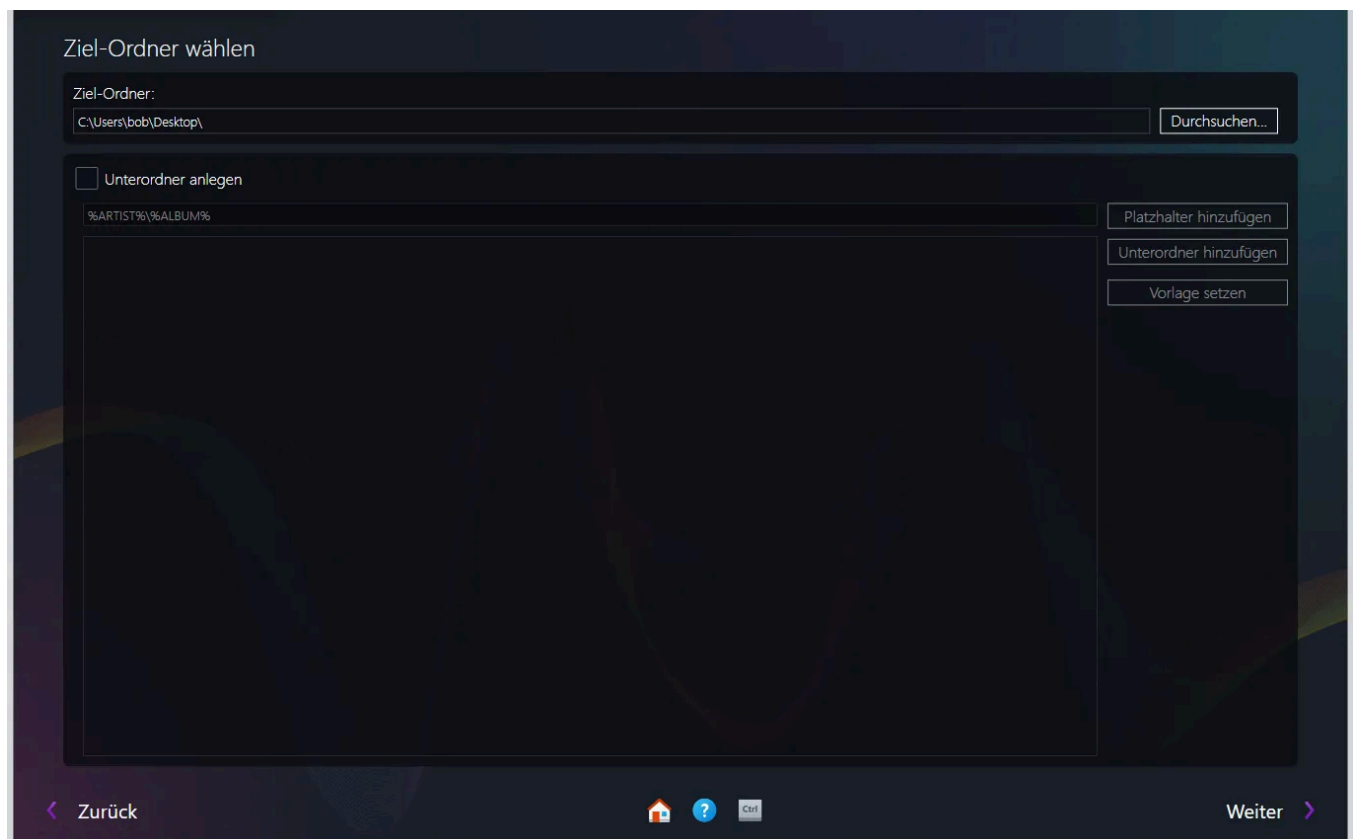 Ziel-Ordner wählen
Ziel-Ordner:
C:\Users\bob\Desktop\
Durchsuchen...
Unterordner anlegen
%ARTIST%\%ALBUM%
Platzhalter hinzufügen
Unterordner hinzufügen
Vorlage setzen
Zurück
?
Ctrl
Weiter